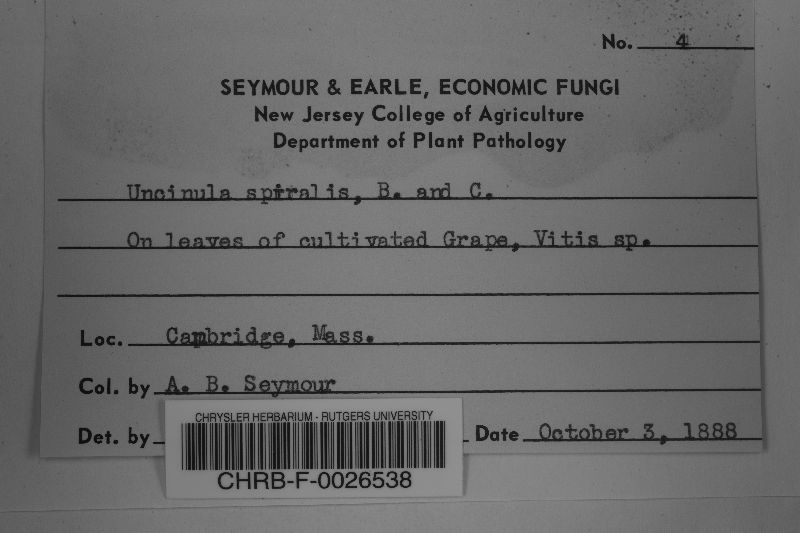 No. 4
SEYMOUR & EARLE, ECONOMIC FUNGI
New Jersey College of Agriculture
Department of Plant Pathology
Uncinula spiralis, B. and C.
On leaves of cultivated Grape, Vitis sp.
Loc. Cambridge, Mass.
Col. by A. B. Seymour
Det. by
Date October 3, 1888
CHRYSLER HERBARIUM - RUTGERS UNIVERSITY
CHRB-F-0026538